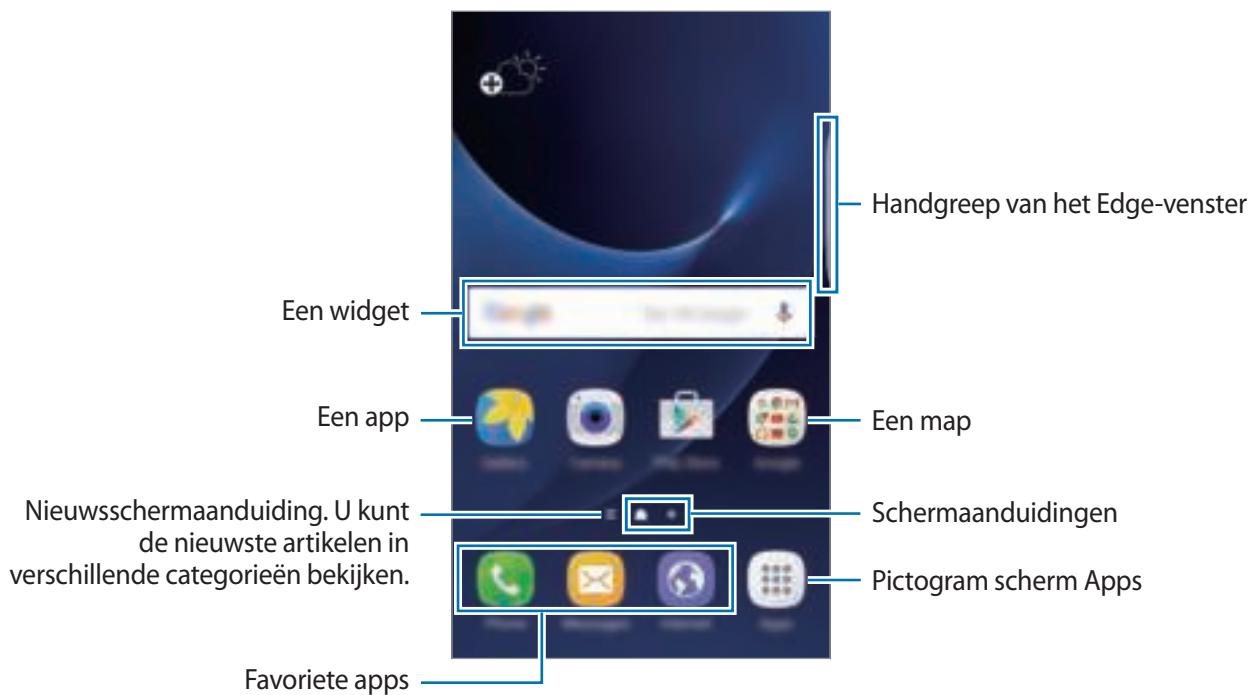 Handgreep van het Edge-venster
Een widget
Een app
Een map
Nieuwsschermaanduiding. U kunt
de nieuwste artikelen in
verschillende categorieën bekijken.
Schermaanduidingen
Pictogram scherm Apps
Favoriete apps